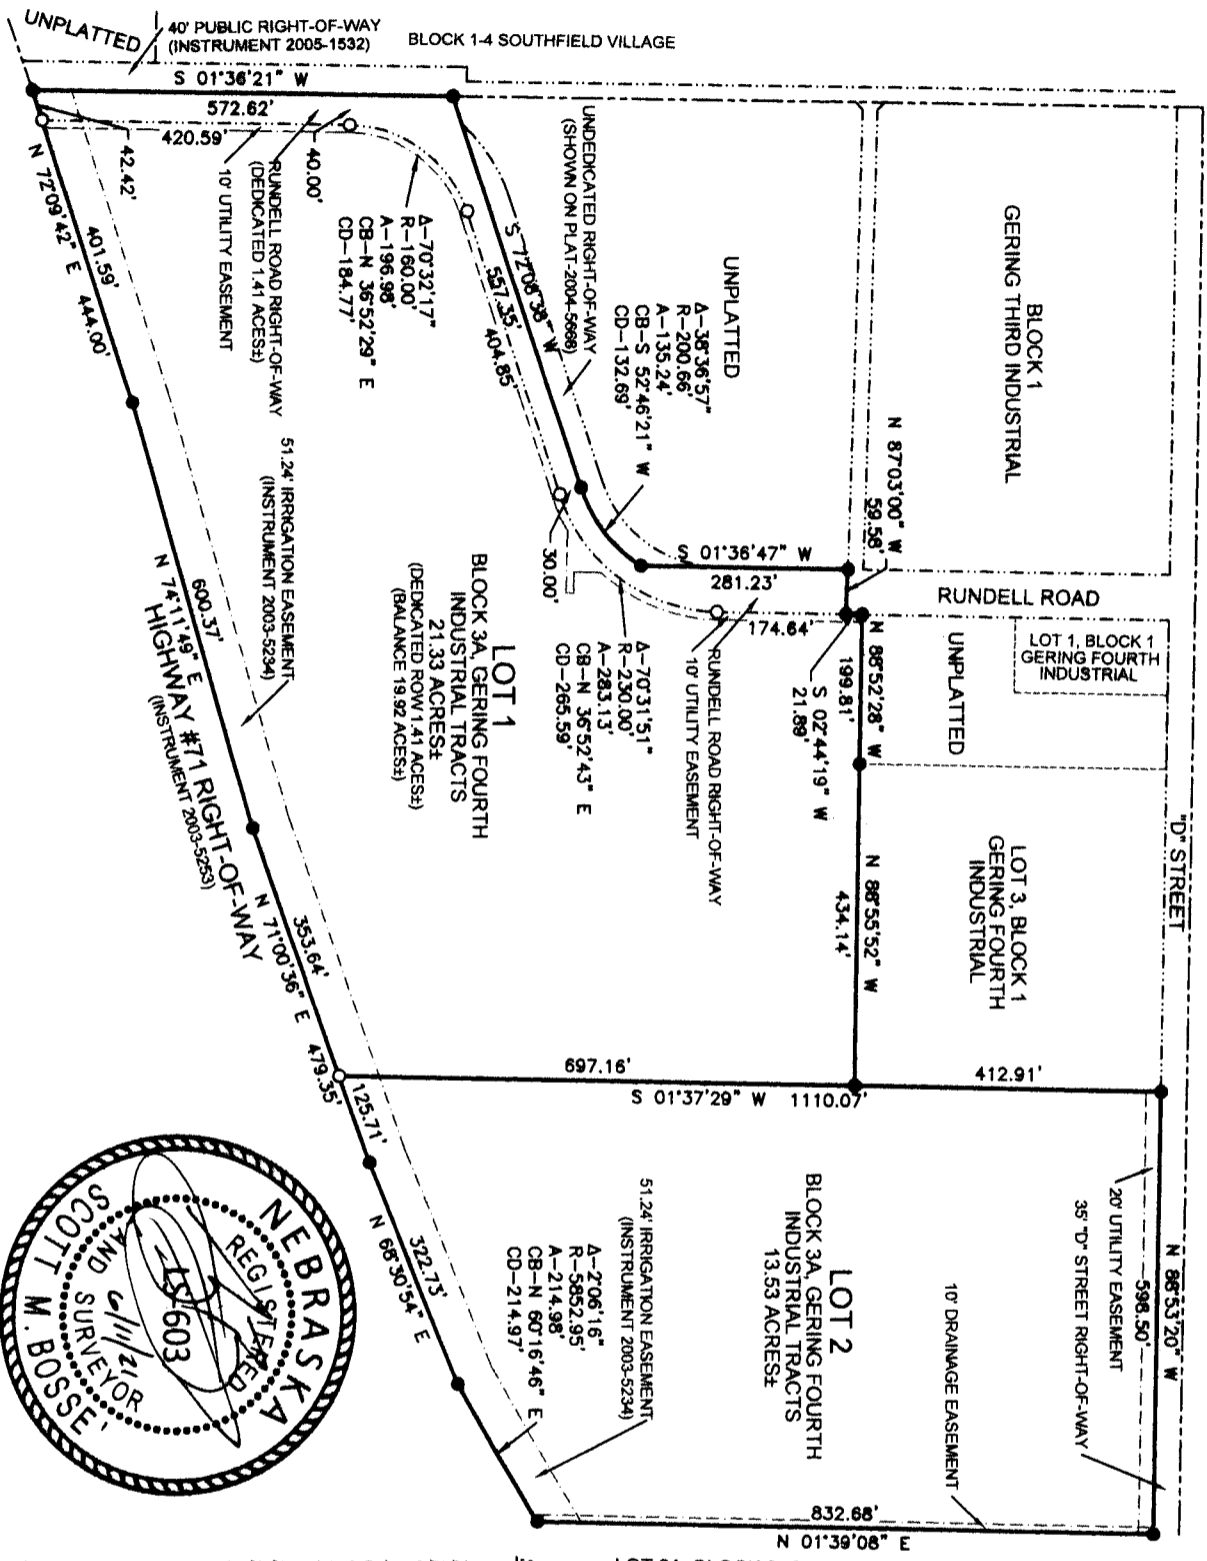 UNPLATTED
40' PUBLIC RIGHT-OF-WAY
(INSTRUMENT 2005-1532)
BLOCK 1-4 SOUTHFIELD VILLAGE
S 01°36'21" W
572.62'
420.59'
42.42'
40.00'
10' UTILITY EASEMENT
RUNDELL ROAD RIGHT-OF-WAY
(DEDICATED 1.41 ACES±)
N 72°09'42" E 444.00'
401.59'
Δ-70°32'17"
R-160.00'
A-196.98'
CB-N 36°52'29" E
CD-184.77'
UNDEDICATED RIGHT-OF-WAY
(SHOWN ON PLAT-2004-5668)
S 72°08'38" W
557.35'
404.85'
UNPLATTED
Δ-38°36'57"
R-200.66'
A-135.24'
CB-S 52°46'21" W
CD-132.69'
BLOCK 1
GERING THIRD INDUSTRIAL
N 87°03'00" W
59.58'
S 01°36'47" W
281.23'
174.64'
RUNDELL ROAD
LOT 1, BLOCK 1
GERING FOURTH
INDUSTRIAL
UNPLATTED
N 88°52'28" W
199.81'
S 02°44'19" W
21.89'
30.00'
Δ-70°31'51"
R-230.00'
A-283.13'
CB-N 36°52'43" E
CD-265.59'
RUNDELL ROAD RIGHT-OF-WAY
10' UTILITY EASEMENT
51.24' IRRIGATION EASEMENT
(INSTRUMENT 2003-5234)
600.37'
N 74°11'49" E
HIGHWAY #71 RIGHT-OF-WAY
(INSTRUMENT 2003-5253)
LOT 1
BLOCK 3A, GERING FOURTH
INDUSTRIAL TRACTS
21.33 ACRES±
(DEDICATED ROW 1.41 ACES±)
(BALANCE 19.92 ACES±)
"D" STREET
LOT 3, BLOCK 1
GERING FOURTH
INDUSTRIAL
N 88°55'52" W
434.14'
353.64'
N 71°00'36" E 479.35'
125.71'
697.16'
412.91'
S 01°37'29" W 1110.07'
N 88°53'20" W
598.50'
20' UTILITY EASEMENT
35' "D" STREET RIGHT-OF-WAY
LOT 2
BLOCK 3A, GERING FOURTH
INDUSTRIAL TRACTS
13.53 ACRES±
10' DRAINAGE EASEMENT
51.24' IRRIGATION EASEMENT
(INSTRUMENT 2003-5234)
Δ-2°06'16"
R-5852.95'
A-214.98'
CB-N 60°16'46" E
CD-214.97'
322.73'
N 68°30'54" E
832.68'
N 01°39'08" E
NEBRASKA
REGISTERED
LS-603
6/11/21
LAND SURVEYOR
SCOTT M. BOSSE'